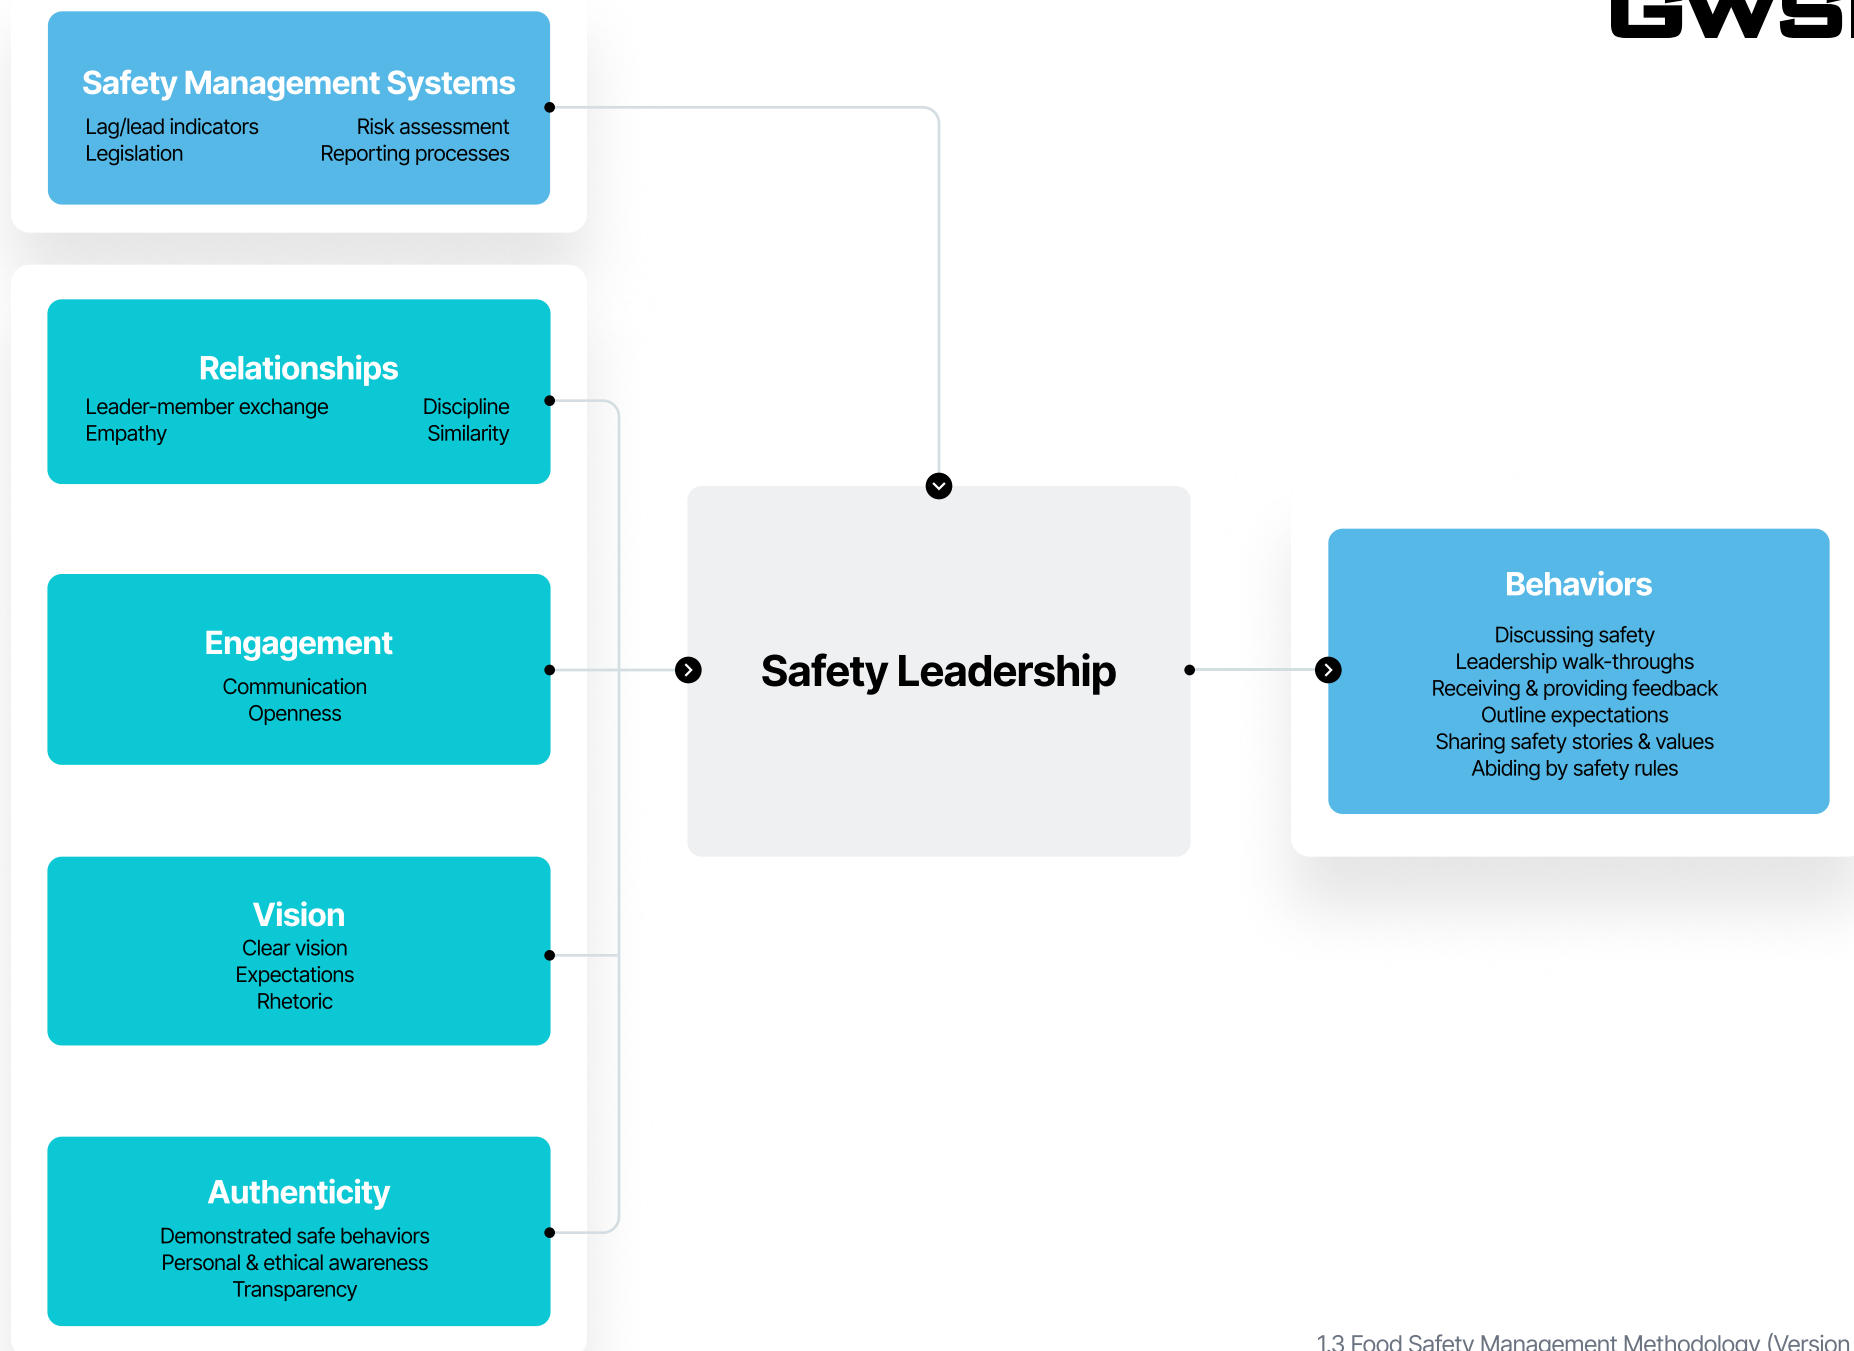 GWS
Safety Management Systems
Lag/lead indicators Risk assessment
Legislation Reporting processes
Relationships
Leader-member exchange Discipline
Empathy Similarity
Engagement
Communication
Openness
Safety Leadership
Behaviors
Discussing safety
Leadership walk-throughs
Receiving & providing feedback
Outline expectations
Sharing safety stories & values
Abiding by safety rules
Vision
Clear vision
Expectations
Rhetoric
Authenticity
Demonstrated safe behaviors
Personal & ethical awareness
Transparency
1.3 Food Safety Management Methodology (Version